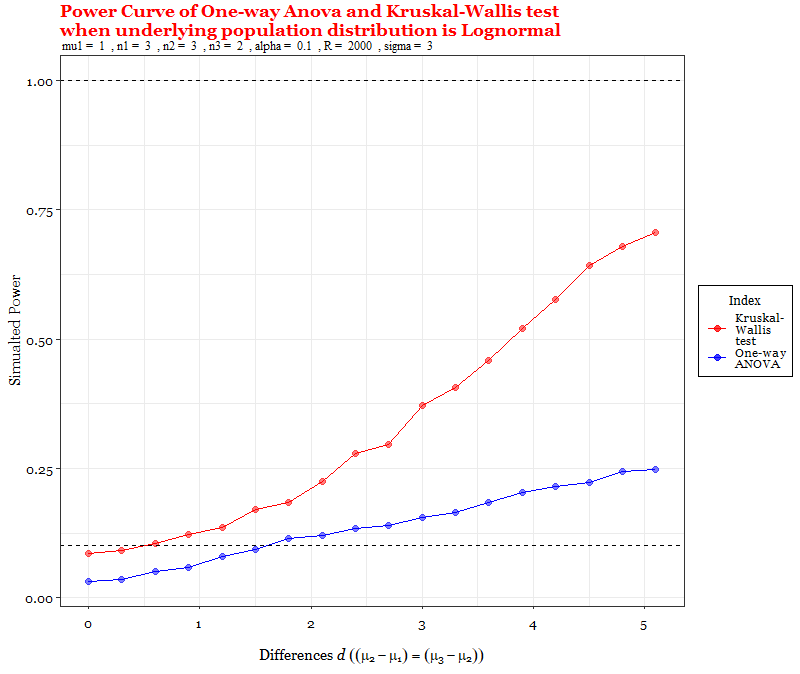 Power Curve of One-way Anova and Kruskal-Wallis test
when underlying population distribution is Lognormal
mu1 = 1 , n1 = 3 , n2 = 3 , n3 = 2 , alpha = 0.1 , R = 2000 , sigma = 3
1.00
0.75
0.50
0.25
0.00
Simualted Power
0 1 2 3 4 5
Differences d ((μ₂ − μ₁) = (μ₃ − μ₂))
Index
Kruskal-
Wallis
test
One-way
ANOVA